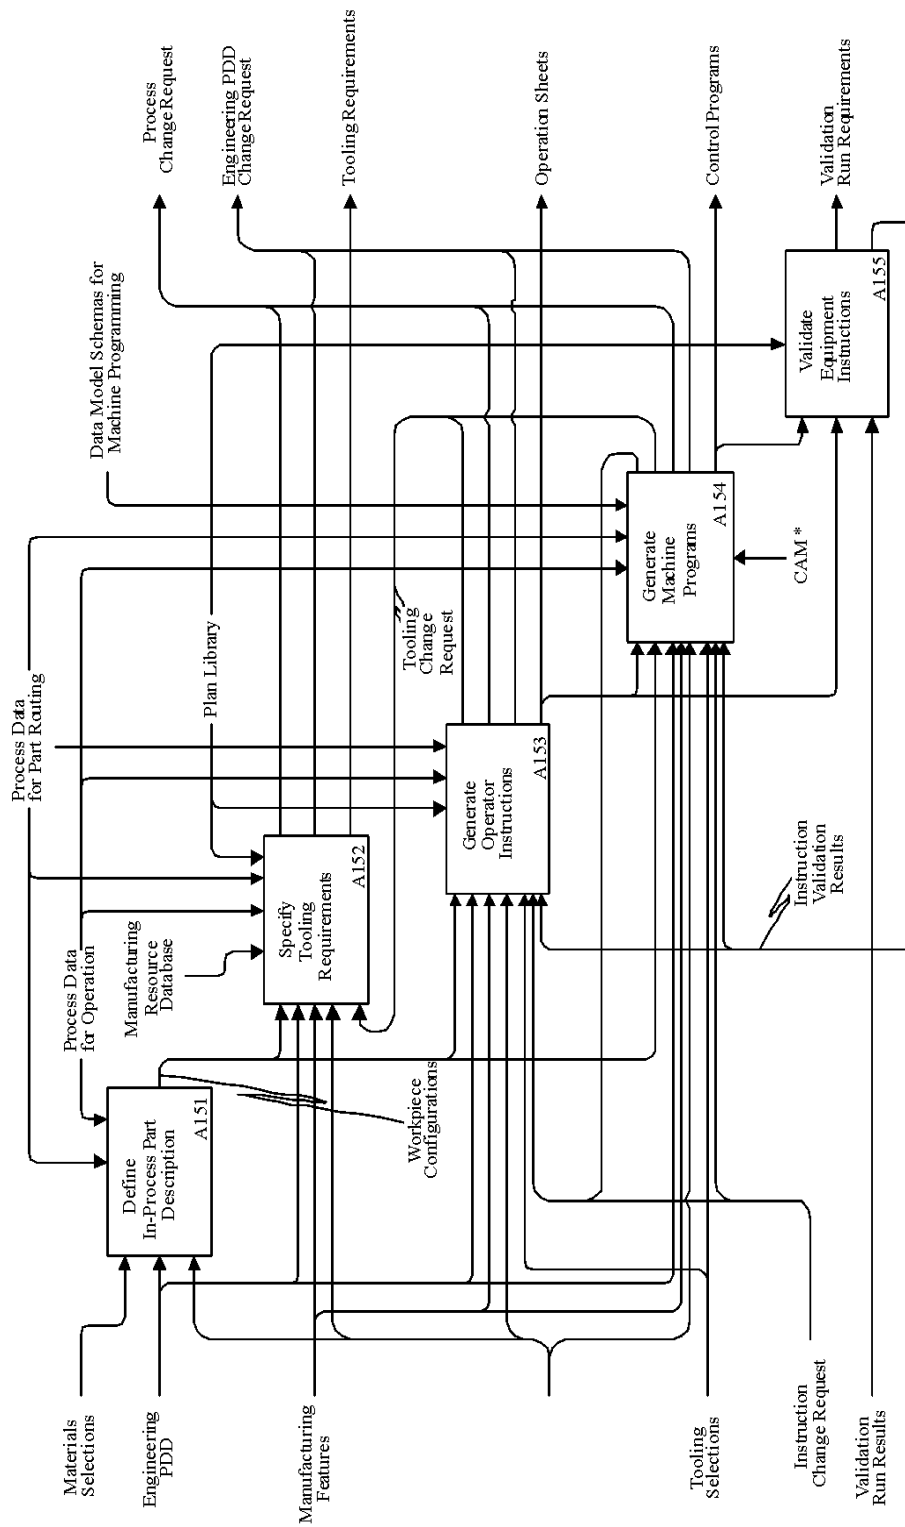 Process Data
for Part Routing
Process Data
for Operation
Data Model Schemas for
Machine Programming
Plan Library
Manufacturing
Resource
Database
Process
Change Request
Engineering PDD
Change Request
Tooling Requirements
Operation Sheets
Control Programs
Validation
Run Requirements
Materials
Selections
Engineering
PDD
Manufacturing
Features
Tooling
Selections
Instruction
Change Request
Validation
Run Results
Define
In-Process Part
Description
A151
Specify
Tooling
Requirements
A152
Generate
Operator
Instructions
A153
Generate
Machine
Programs
A154
Validate
Equipment
Instructions
A155
Workpiece
Configurations
Tooling
Change
Request
Instruction
Validation
Results
CAM *